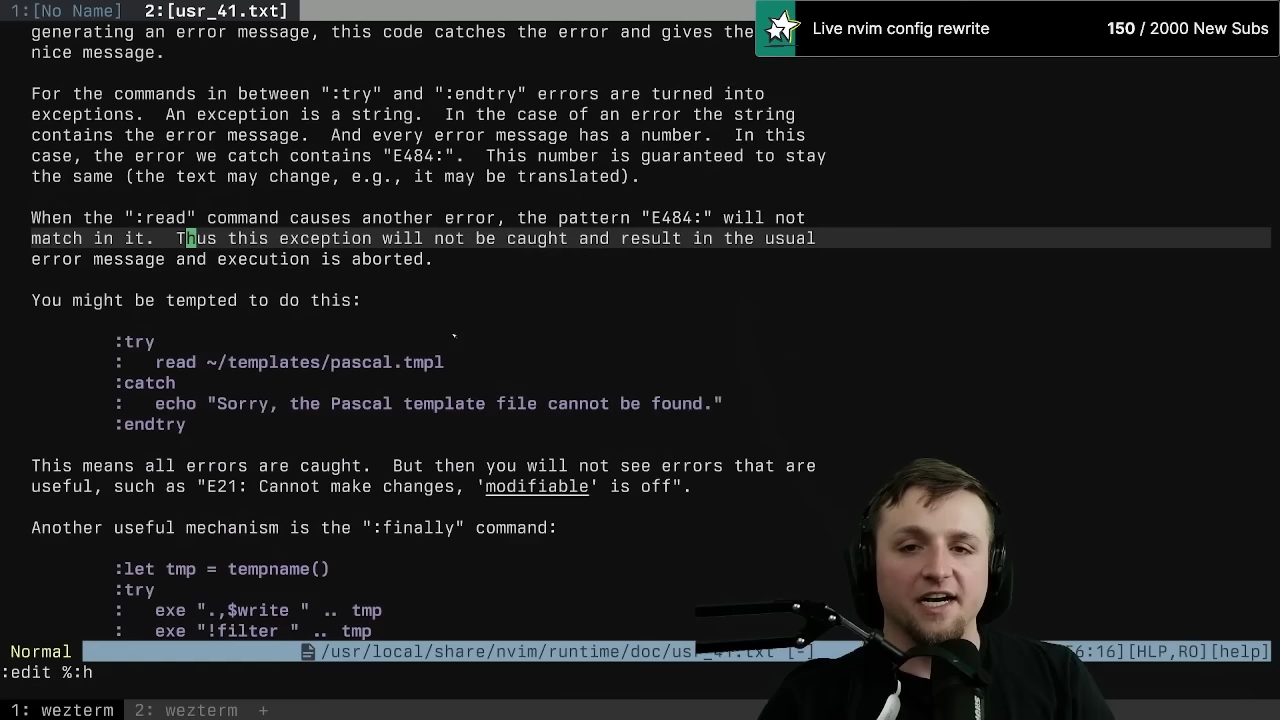 1:[No Name]  2:[usr_41.txt]
Live nvim config rewrite 150 / 2000 New Subs
generating an error message, this code catches the error and gives the
nice message.
For the commands in between ":try" and ":endtry" errors are turned into
exceptions.  An exception is a string.  In the case of an error the string
contains the error message.  And every error message has a number.  In this
case, the error we catch contains "E484:".  This number is guaranteed to stay
the same (the text may change, e.g., it may be translated).
When the ":read" command causes another error, the pattern "E484:" will not
match in it.  Thus this exception will not be caught and result in the usual
error message and execution is aborted.
You might be tempted to do this:
:try
:   read ~/templates/pascal.tmpl
:catch
:   echo "Sorry, the Pascal template file cannot be found."
:endtry
This means all errors are caught.  But then you will not see errors that are
useful, such as "E21: Cannot make changes, 'modifiable' is off".
Another useful mechanism is the ":finally" command:
:let tmp = tempname()
:try
:   exe ".,$write " .. tmp
:   exe "!filter " .. tmp
Normal /usr/local/share/nvim/runtime/doc/usr_41.txt [-] 6:16][HLP,RO][help]
:edit %:h
1: wezterm  2: wezterm  +